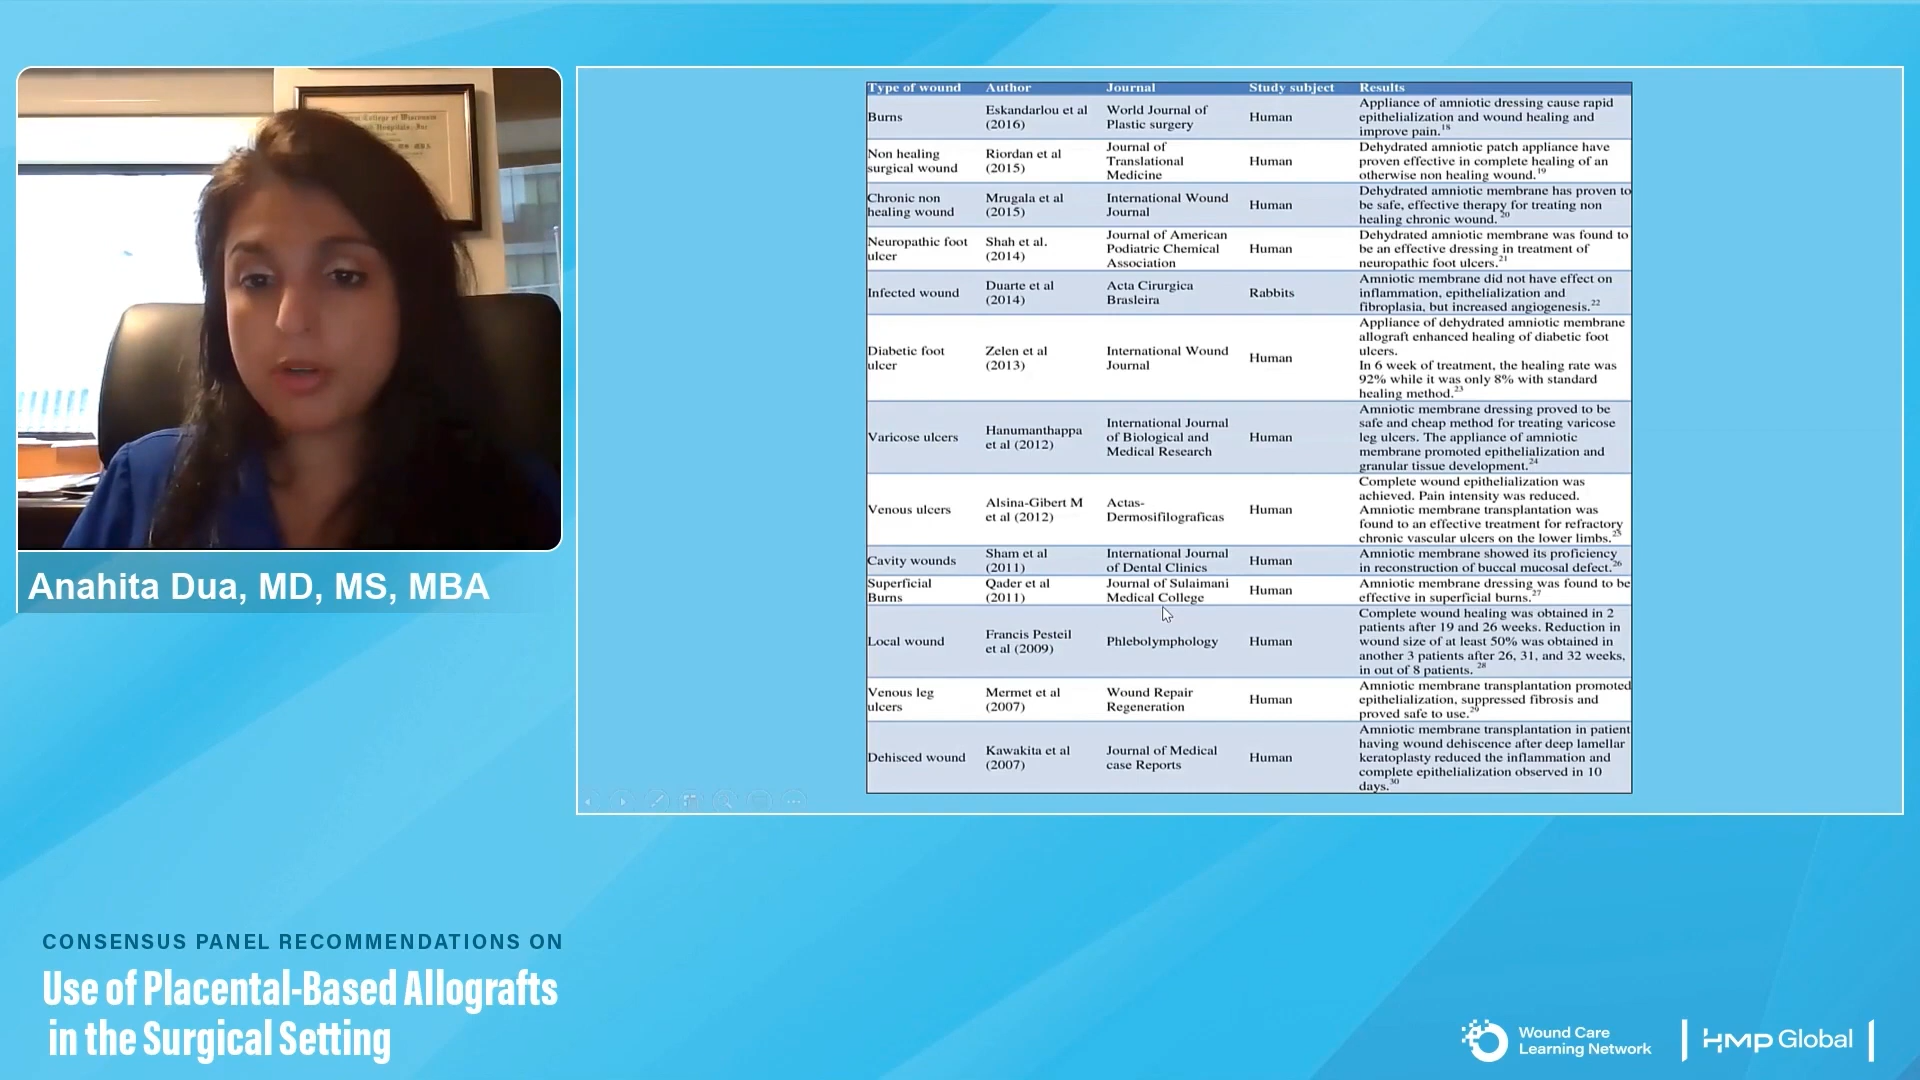 College of Wisconsin
Hospitals, Inc
Anahita Dua, MD, MS, MBA
Type of wound Author Journal Study subject Results
Burns Eskandarlou et al (2016) World Journal of Plastic surgery Human Appliance of amniotic dressing cause rapid epithelialization and wound healing and improve pain.18
Non healing surgical wound Riordan et al (2015) Journal of Translational Medicine Human Dehydrated amniotic patch appliance have proven effective in complete healing of an otherwise non healing wound.19
Chronic non healing wound Mrugala et al (2015) International Wound Journal Human Dehydrated amniotic membrane has proven to be safe, effective therapy for treating non healing chronic wound. 20
Neuropathic foot ulcer Shah et al. (2014) Journal of American Podiatric Chemical Association Human Dehydrated amniotic membrane was found to be an effective dressing in treatment of neuropathic foot ulcers.21
Infected wound Duarte et al (2014) Acta Cirurgica Brasleira Rabbits Amniotic membrane did not have effect on inflammation, epithelialization and fibroplasia, but increased angiogenesis.22
Diabetic foot ulcer Zelen et al (2013) International Wound Journal Human Appliance of dehydrated amniotic membrane allograft enhanced healing of diabetic foot ulcers. In 6 week of treatment, the healing rate was 92% while it was only 8% with standard healing method.23
Varicose ulcers Hanumanthappa et al (2012) International Journal of Biological and Medical Research Human Amniotic membrane dressing proved to be safe and cheap method for treating varicose leg ulcers. The appliance of amniotic membrane promoted epithelialization and granular tissue development.24
Venous ulcers Alsina-Gibert M et al (2012) Actas-Dermosifilograficas Human Complete wound epithelialization was achieved. Pain intensity was reduced. Amniotic membrane transplantation was found to an effective treatment for refractory chronic vascular ulcers on the lower limbs.25
Cavity wounds Sham et al (2011) International Journal of Dental Clinics Human Amniotic membrane showed its proficiency in reconstruction of buccal mucosal defect.26
Superficial Burns Qader et al (2011) Journal of Sulaimani Medical College Human Amniotic membrane dressing was found to be effective in superficial burns.27
Local wound Francis Pesteil et al (2009) Phlebolymphology Human Complete wound healing was obtained in 2 patients after 19 and 26 weeks. Reduction in wound size of at least 50% was obtained in another 3 patients after 26, 31, and 32 weeks, in out of 8 patients. 28
Venous leg ulcers Mermet et al (2007) Wound Repair Regeneration Human Amniotic membrane transplantation promoted epithelialization, suppressed fibrosis and proved safe to use.29
Dehisced wound Kawakita et al (2007) Journal of Medical case Reports Human Amniotic membrane transplantation in patient having wound dehiscence after deep lamellar keratoplasty reduced the inflammation and complete epithelialization observed in 10 days.30
CONSENSUS PANEL RECOMMENDATIONS ON
Use of Placental-Based Allografts
in the Surgical Setting
Wound Care
Learning Network
HMP Global